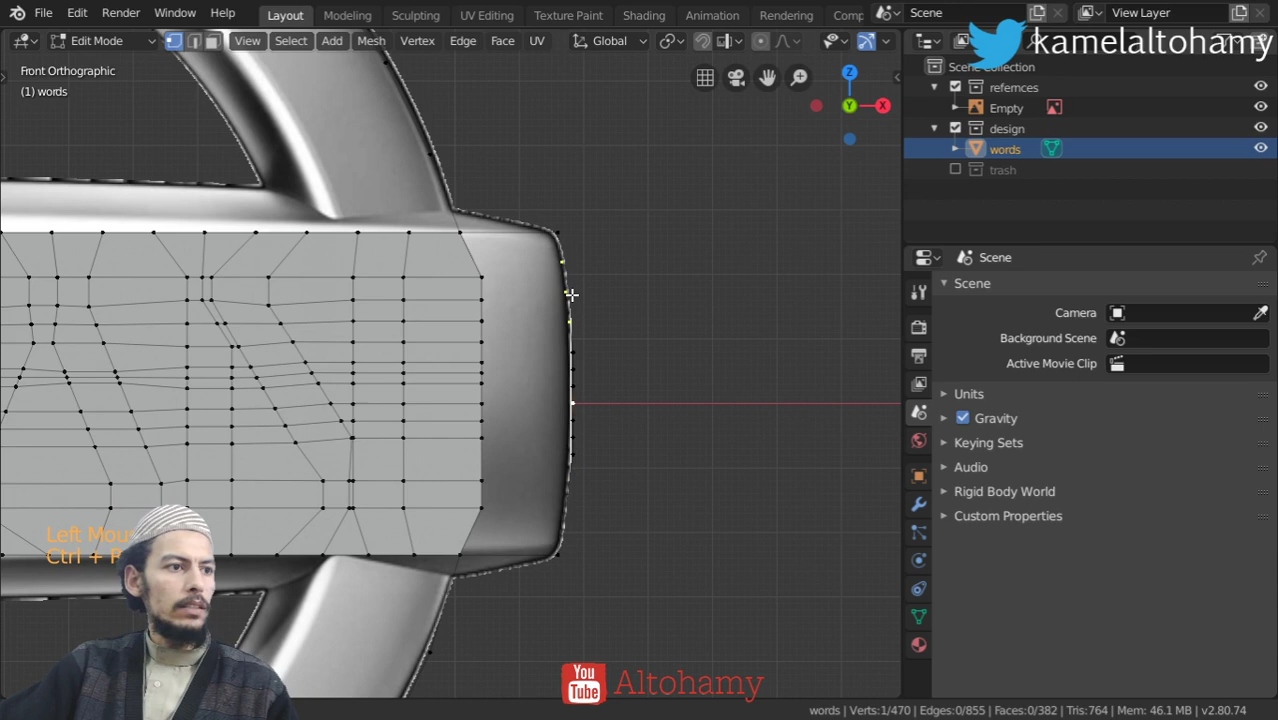 File Edit Render Window Help Layout Modeling Sculpting UV Editing Texture Paint Shading Animation Rendering Comp Scene View Layer
Edit Mode View Select Add Mesh Vertex Edge Face UV Global
kamelaltohamy
Front Orthographic
(1) words
Z
Y
X
Scene Collection
refemces
Empty
design
words
trash
Scene
Scene
Camera
Background Scene
Active Movie Clip
Units
Gravity
Keying Sets
Audio
Rigid Body World
Custom Properties
Left Mou
Ctrl + R
You Tube Altohamy
words | Verts:1/470 | Edges:0/855 | Faces:0/382 | Tris:764 | Mem: 46.1 MB | v2.80.74